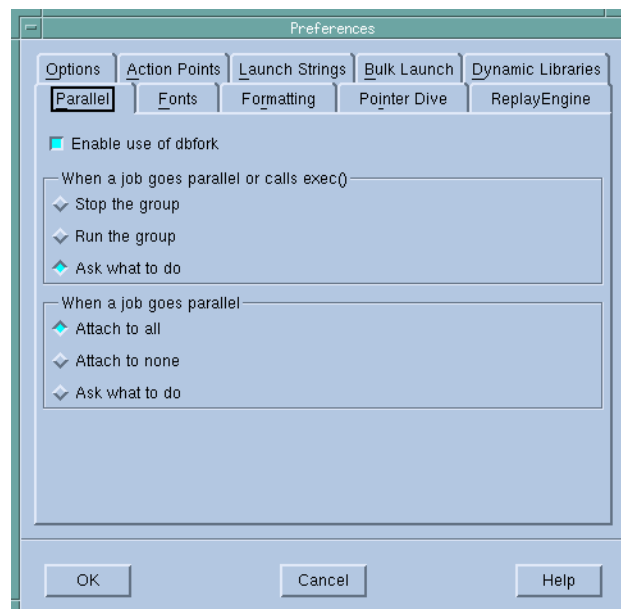 Preferences
Options Action Points Launch Strings Bulk Launch Dynamic Libraries
Parallel Fonts Formatting Pointer Dive ReplayEngine
Enable use of dbfork
When a job goes parallel or calls exec()
Stop the group
Run the group
Ask what to do
When a job goes parallel
Attach to all
Attach to none
Ask what to do
OK Cancel Help